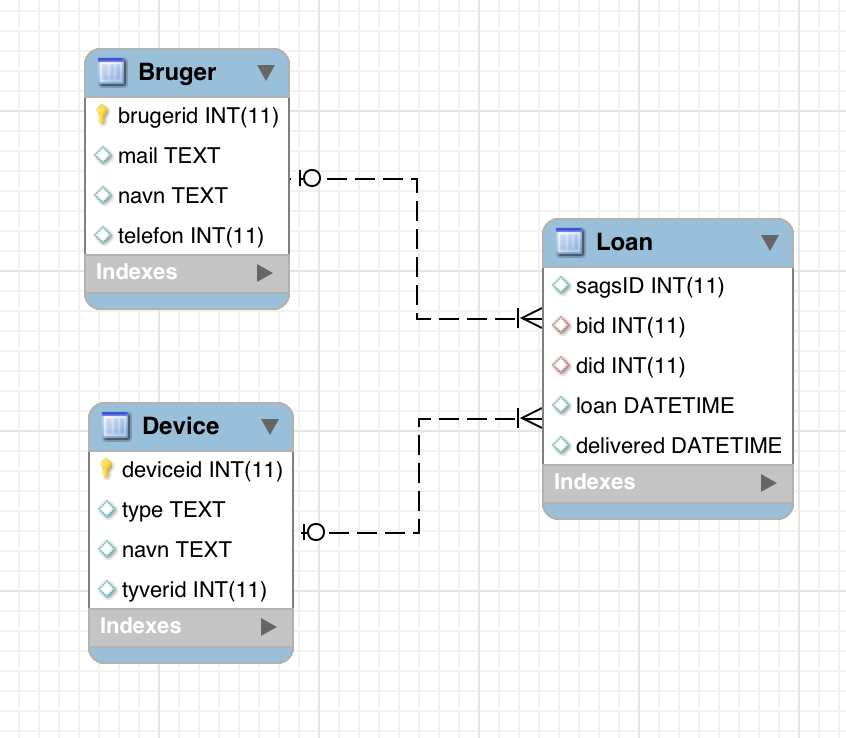 Bruger
brugerid INT(11)
mail TEXT
navn TEXT
telefon INT(11)
Indexes
Loan
sagsID INT(11)
bid INT(11)
did INT(11)
loan DATETIME
delivered DATETIME
Indexes
Device
deviceid INT(11)
type TEXT
navn TEXT
tyverid INT(11)
Indexes